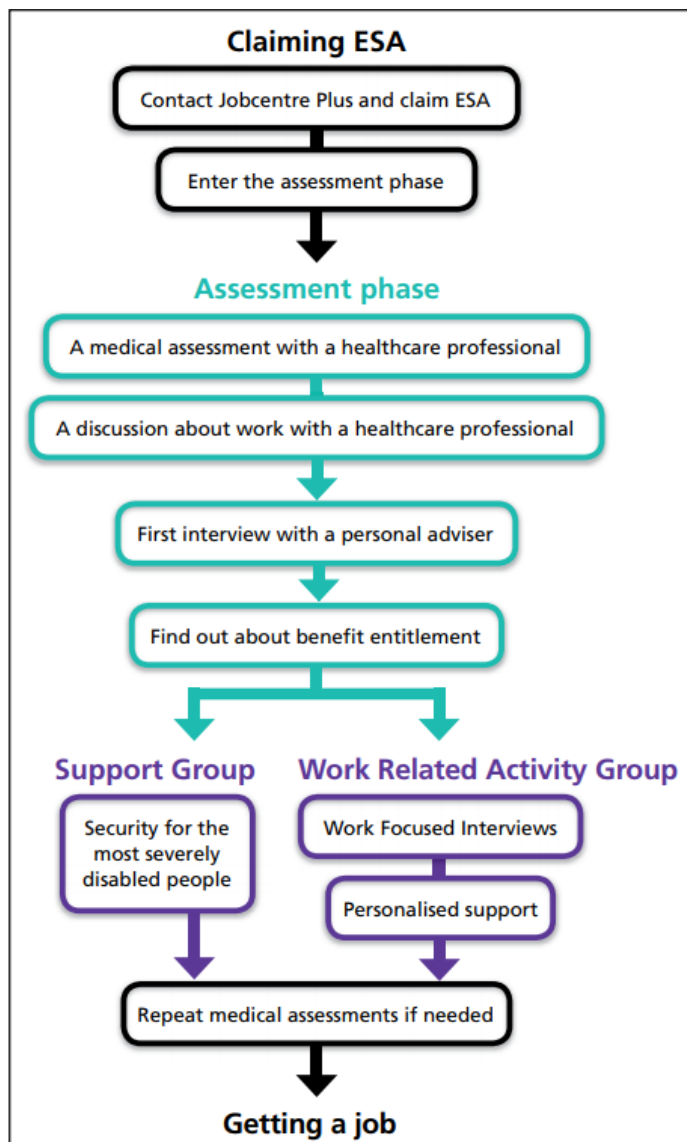 Claiming ESA
Contact Jobcentre Plus and claim ESA
Enter the assessment phase
Assessment phase
A medical assessment with a healthcare professional
A discussion about work with a healthcare professional
First interview with a personal adviser
Find out about benefit entitlement
Support Group
Security for the
most severely
disabled people
Work Related Activity Group
Work Focused Interviews
Personalised support
Repeat medical assessments if needed
Getting a job